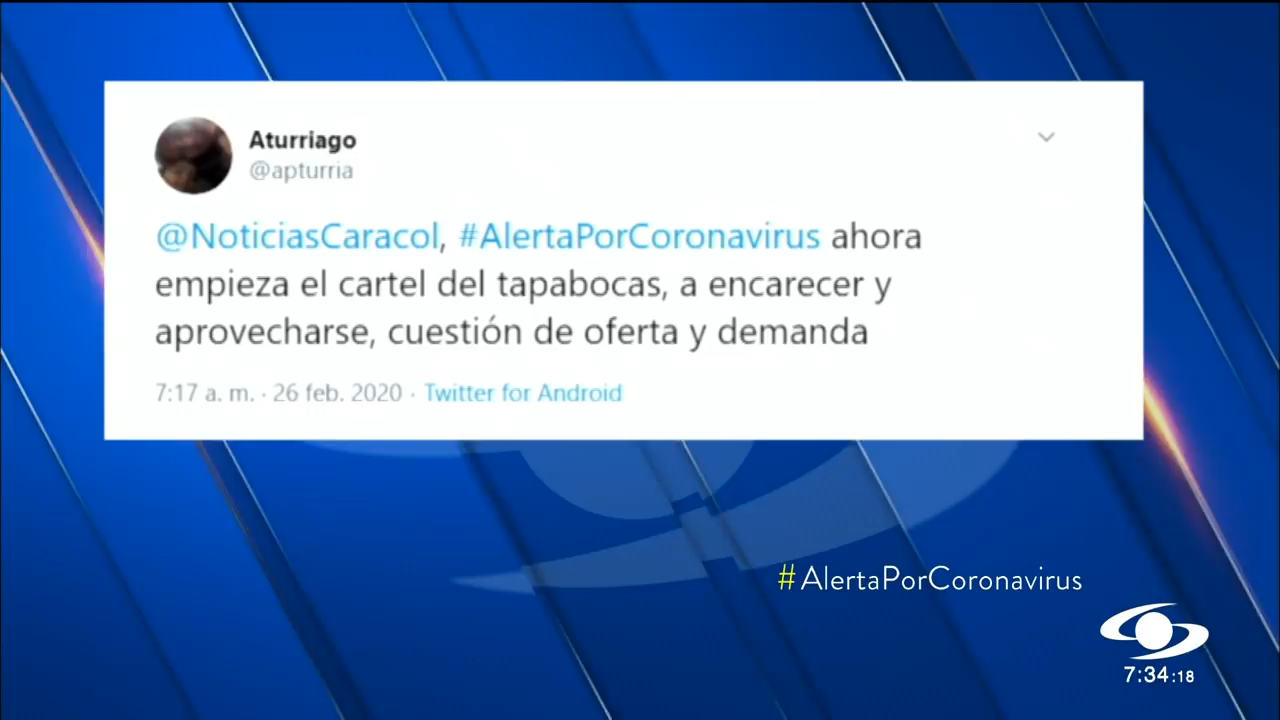 Aturriago
@apturria
@NoticiasCaracol, #AlertaPorCoronavirus ahora
empieza el cartel del tapabocas, a encarecer y
aprovecharse, cuestión de oferta y demanda
7:17 a. m. · 26 feb. 2020 · Twitter for Android
#AlertaPorCoronavirus
7:34:18